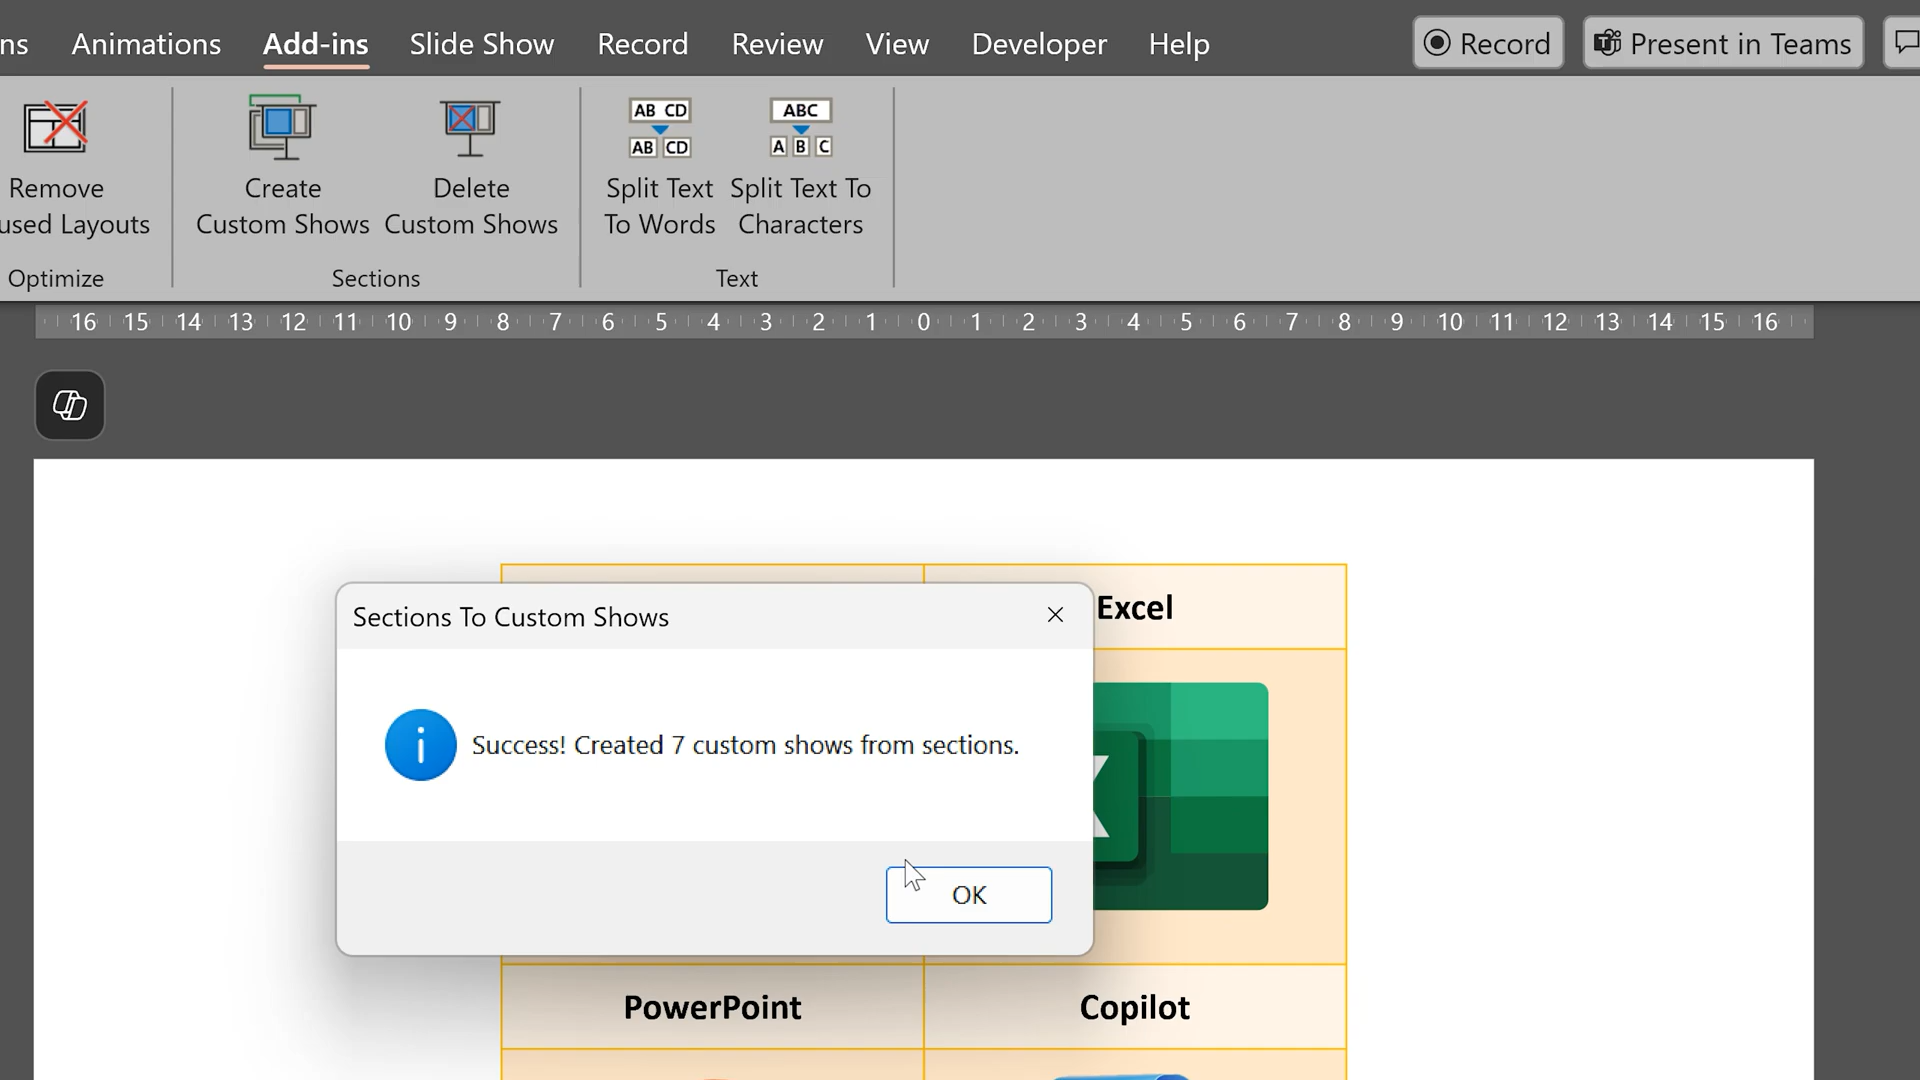 ns Animations Add-ins Slide Show Record Review View Developer Help Record Present in Teams
AB CD
AB CD
ABC
A B C
Remove
used Layouts
Create
Custom Shows
Delete
Custom Shows
Split Text
To Words
Split Text To
Characters
Optimize
Sections
Text
16 15 14 13 12 11 10 9 8 7 6 5 4 3 2 1 0 1 2 3 4 5 6 7 8 9 10 11 12 13 14 15 16
Sections To Custom Shows
Excel
Success! Created 7 custom shows from sections.
OK
PowerPoint
Copilot